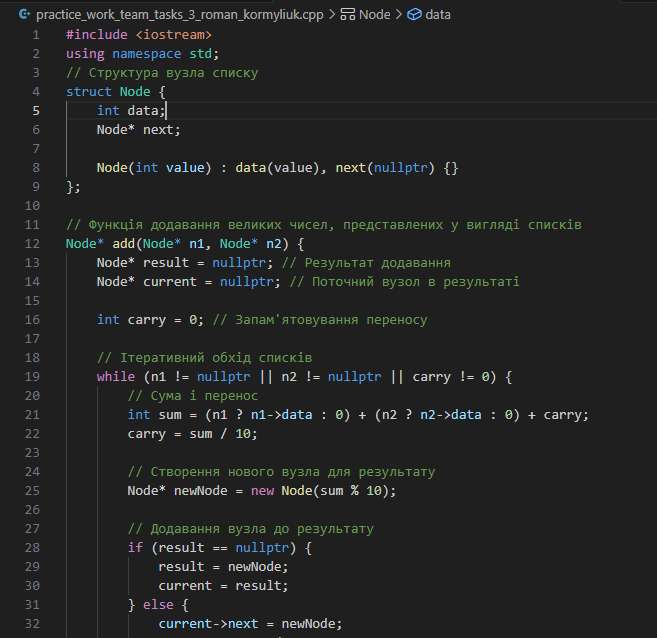 practice_work_team_tasks_3_roman_kormyliuk.cpp > Node > data
1 #include <iostream>
2 using namespace std;
3 // Структура вузла списку
4 struct Node {
5 int data;
6 Node* next;
7
8 Node(int value) : data(value), next(nullptr) {}
9 };
10
11 // Функція додавання великих чисел, представлених у вигляді списків
12 Node* add(Node* n1, Node* n2) {
13 Node* result = nullptr; // Результат додавання
14 Node* current = nullptr; // Поточний вузол в результаті
15
16 int carry = 0; // Запам'ятовування переносу
17
18 // Ітеративний обхід списків
19 while (n1 != nullptr || n2 != nullptr || carry != 0) {
20 // Сума і перенос
21 int sum = (n1 ? n1->data : 0) + (n2 ? n2->data : 0) + carry;
22 carry = sum / 10;
23
24 // Створення нового вузла для результату
25 Node* newNode = new Node(sum % 10);
26
27 // Додавання вузла до результату
28 if (result == nullptr) {
29 result = newNode;
30 current = result;
31 } else {
32 current->next = newNode;